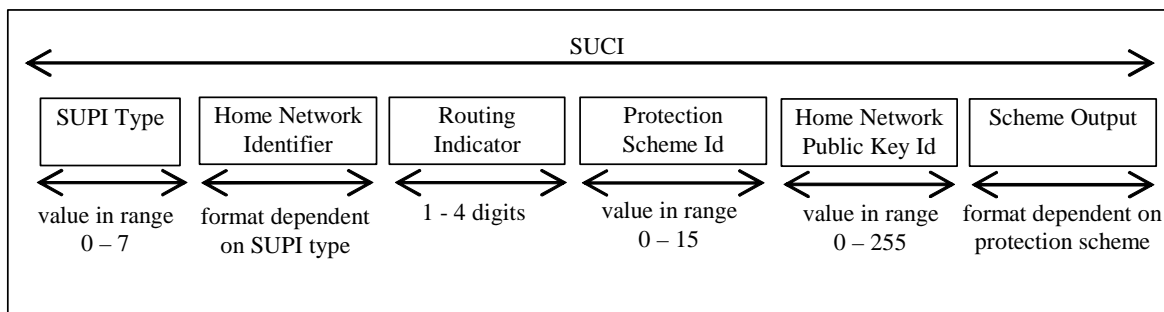 SUCI
SUPI Type
Home Network
Identifier
Routing
Indicator
Protection
Scheme Id
Home Network
Public Key Id
Scheme Output
value in range
0 – 7
format dependent
on SUPI type
1 - 4 digits
value in range
0 – 15
value in range
0 – 255
format dependent on
protection scheme